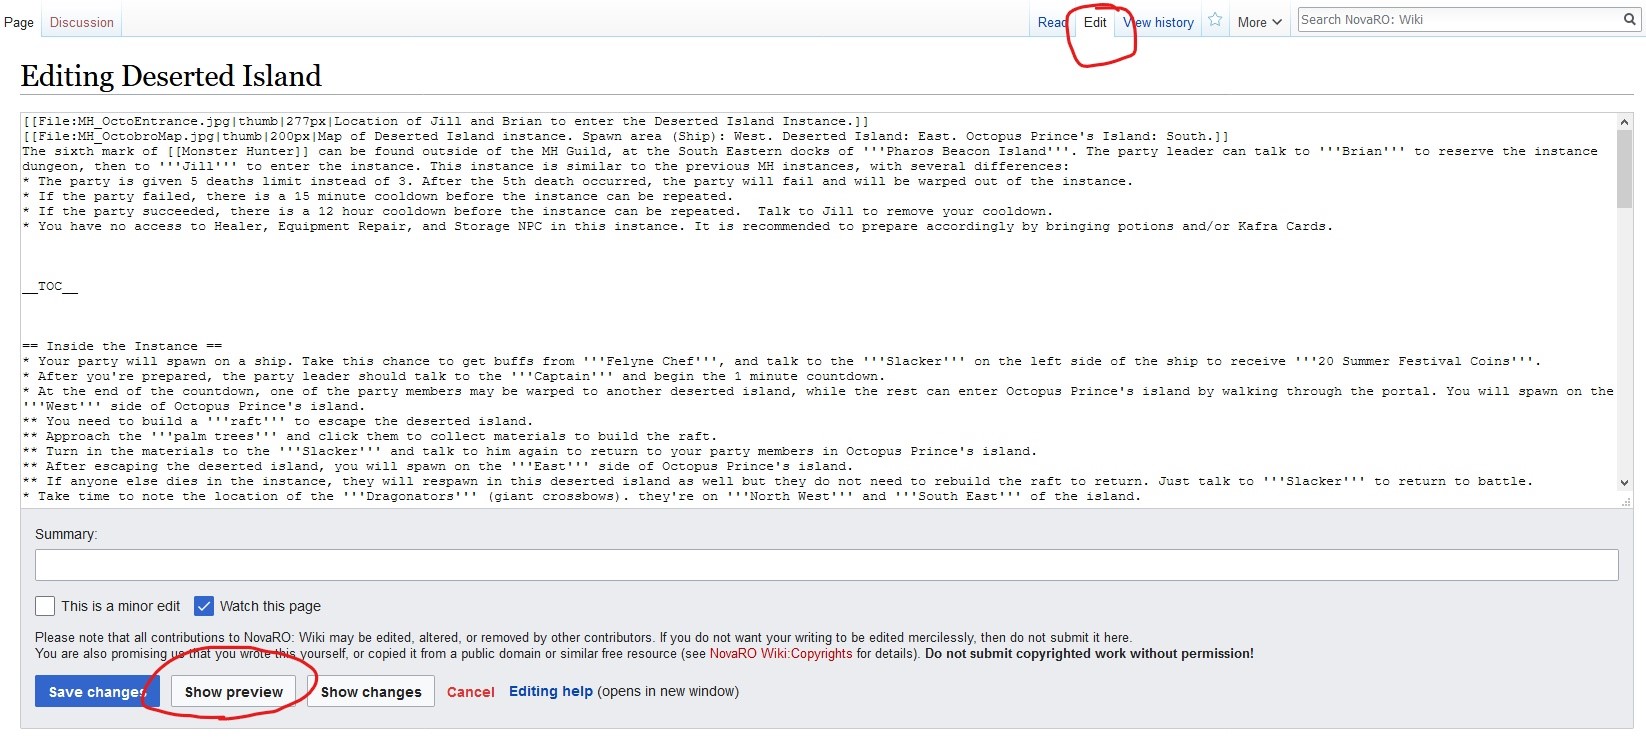 Page Discussion Read Edit View history More Search NovaRO: Wiki
Editing Deserted Island
[[File:MH_OctoEntrance.jpg|thumb|277px|Location of Jill and Brian to enter the Deserted Island Instance.]]
[[File:MH_OctobroMap.jpg|thumb|200px|Map of Deserted Island instance. Spawn area (Ship): West. Deserted Island: East. Octopus Prince's Island: South.]]
The sixth mark of [[Monster Hunter]] can be found outside of the MH Guild, at the South Eastern docks of '''Pharos Beacon Island'''. The party leader can talk to '''Brian''' to reserve the instance
dungeon, then to '''Jill''' to enter the instance. This instance is similar to the previous MH instances, with several differences:
* The party is given 5 deaths limit instead of 3. After the 5th death occurred, the party will fail and will be warped out of the instance.
* If the party failed, there is a 15 minute cooldown before the instance can be repeated.
* If the party succeeded, there is a 12 hour cooldown before the instance can be repeated.  Talk to Jill to remove your cooldown.
* You have no access to Healer, Equipment Repair, and Storage NPC in this instance. It is recommended to prepare accordingly by bringing potions and/or Kafra Cards.
__TOC__
== Inside the Instance ==
* Your party will spawn on a ship. Take this chance to get buffs from '''Felyne Chef''', and talk to the '''Slacker''' on the left side of the ship to receive '''20 Summer Festival Coins'''.
* After you're prepared, the party leader should talk to the '''Captain''' and begin the 1 minute countdown.
* At the end of the countdown, one of the party members may be warped to another deserted island, while the rest can enter Octopus Prince's island by walking through the portal. You will spawn on the
'''West''' side of Octopus Prince's island.
** You need to build a '''raft''' to escape the deserted island.
** Approach the '''palm trees''' and click them to collect materials to build the raft.
** Turn in the materials to the '''Slacker''' and talk to him again to return to your party members in Octopus Prince's island.
** After escaping the deserted island, you will spawn on the '''East''' side of Octopus Prince's island.
** If anyone else dies in the instance, they will respawn in this deserted island as well but they do not need to rebuild the raft to return. Just talk to '''Slacker''' to return to battle.
* Take time to note the location of the '''Dragonators''' (giant crossbows). they're on '''North West''' and '''South East''' of the island.
Summary:
This is a minor edit Watch this page
Please note that all contributions to NovaRO: Wiki may be edited, altered, or removed by other contributors. If you do not want your writing to be edited mercilessly, then do not submit it here.
You are also promising us that you wrote this yourself, or copied it from a public domain or similar free resource (see NovaRO Wiki:Copyrights for details). Do not submit copyrighted work without permission!
Save changes Show preview Show changes Cancel Editing help (opens in new window)